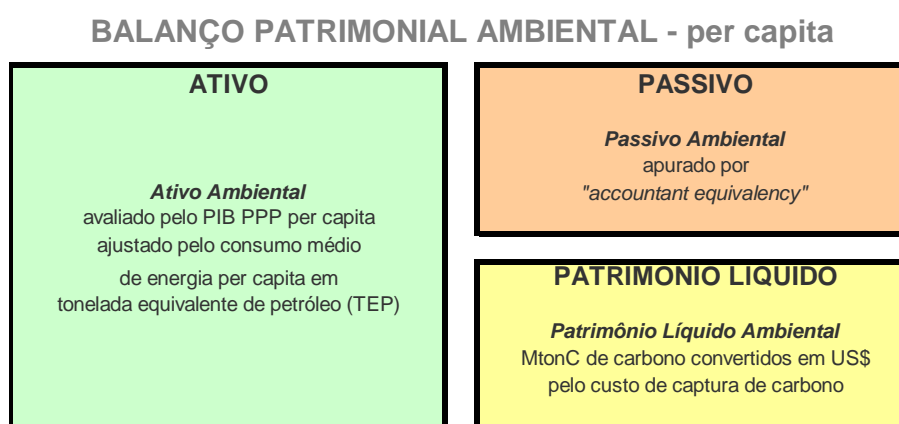 BALANÇO PATRIMONIAL AMBIENTAL - per capita
ATIVO
Ativo Ambiental
avaliado pelo PIB PPP per capita
ajustado pelo consumo médio
de energia per capita em
tonelada equivalente de petróleo (TEP)
PASSIVO
Passivo Ambiental
apurado por
"accountant equivalency"
PATRIMONIO LIQUIDO
Patrimônio Líquido Ambiental
MtonC de carbono convertidos em US$
pelo custo de captura de carbono